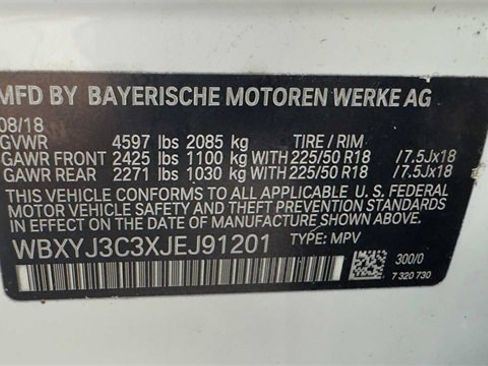 MFD BY BAYERISCHE MOTOREN WERKE AG
08/18
GVWR 4597 lbs 2085 kg TIRE / RIM
GAWR FRONT 2425 lbs 1100 kg WITH 225/50 R18 / 7.5Jx18
GAWR REAR 2271 lbs 1030 kg WITH 225/50 R18 / 7.5Jx18
THIS VEHICLE CONFORMS TO ALL APPLICABLE U. S. FEDERAL
MOTOR VEHICLE SAFETY AND THEFT PREVENTION STANDARDS
IN EFFECT ON THE DATE OF MANUFACTURE SHOWN ABOVE.
WBXYJ3C3XJEJ91201 TYPE: MPV
300/0
7 320 730